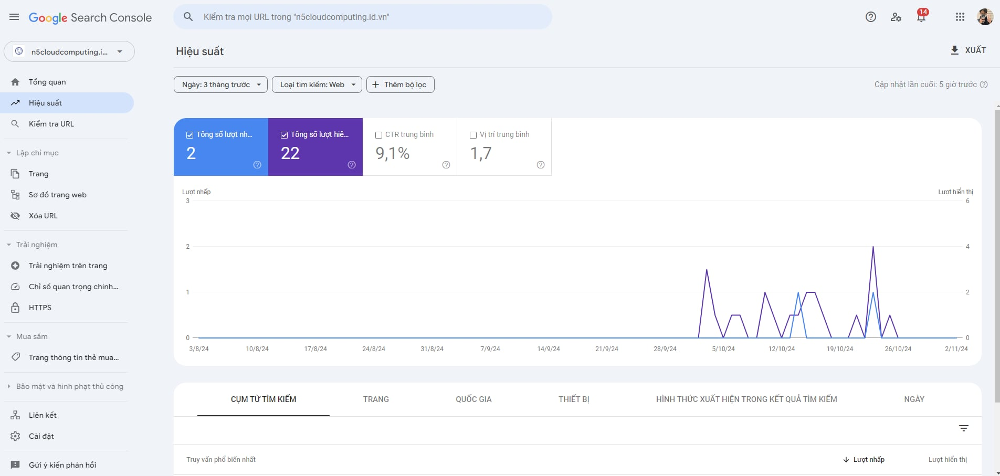 Google Search Console
Kiểm tra mọi URL trong "n5cloudcomputing.id.vn"
14
n5cloudcomputing.i...
Hiệu suất
XUẤT
Tổng quan
Hiệu suất
Kiểm tra URL
Lập chỉ mục
Trang
Sơ đồ trang web
Xóa URL
Trải nghiệm
Trải nghiệm trên trang
Chỉ số quan trọng chính...
HTTPS
Mua sắm
Trang thông tin thẻ mua...
Bảo mật và hình phạt thủ công
Liên kết
Cài đặt
Gửi ý kiến phản hồi
Ngày: 3 tháng trước
Loại tìm kiếm: Web
Thêm bộ lọc
Cập nhật lần cuối: 5 giờ trước
Tổng số lượt nh...
2
Tổng số lượt hiể...
22
CTR trung bình
9,1%
Vị trí trung bình
1,7
Lượt nhấp
Lượt hiển thị
3
6
2
4
1
2
0
0
3/8/24 10/8/24 17/8/24 24/8/24 31/8/24 7/9/24 14/9/24 21/9/24 28/9/24 5/10/24 12/10/24 19/10/24 26/10/24 2/11/24
CỤM TỪ TÌM KIẾM TRANG QUỐC GIA THIẾT BỊ HÌNH THỨC XUẤT HIỆN TRONG KẾT QUẢ TÌM KIẾM NGÀY
Truy vấn phổ biến nhất Lượt nhấp Lượt hiển thị